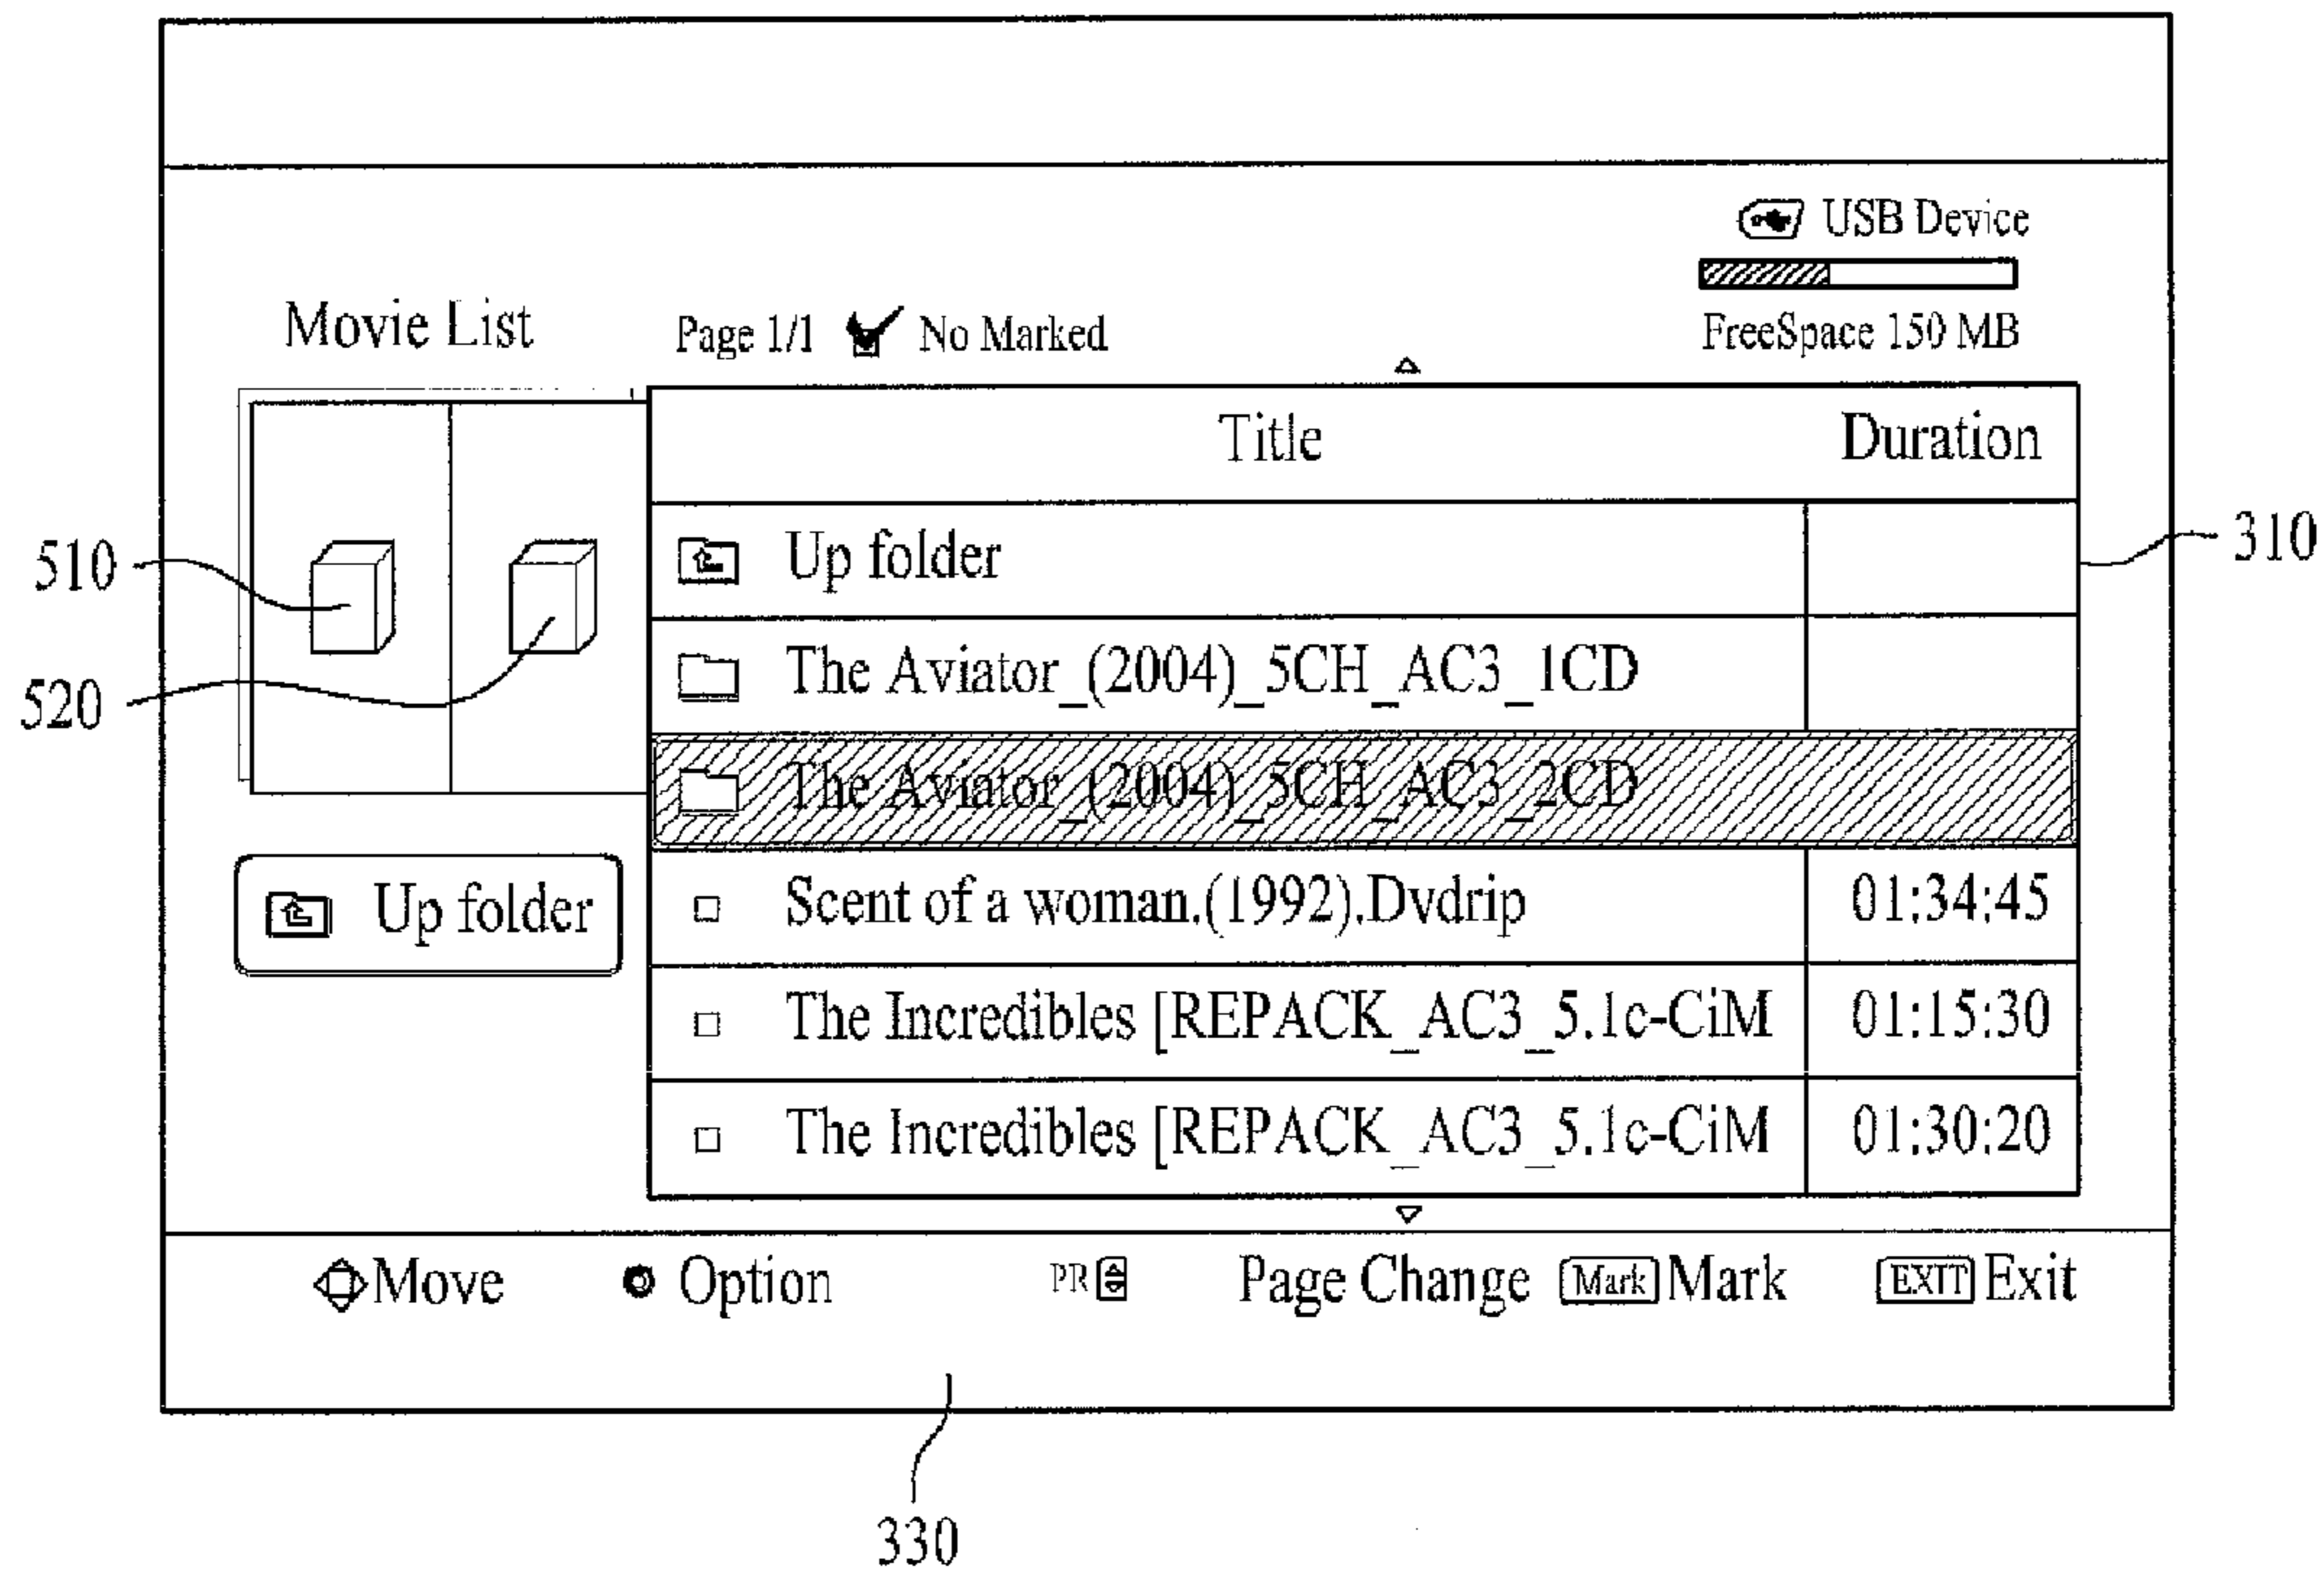 USB Device
Movie List
Page 1/1 No Marked
FreeSpace 150 MB
Title Duration
510
Up folder
310
520
The Aviator_(2004)_5CH_AC3_1CD
The Aviator_(2004)_5CH_AC3_2CD
Up folder
Scent of a woman.(1992).Dvdrip 01:34:45
The Incredibles [REPACK_AC3_5.1c-CiM 01:15:30
The Incredibles [REPACK_AC3_5.1c-CiM 01:30:20
Move Option PR Page Change Mark Mark EXIT Exit
330